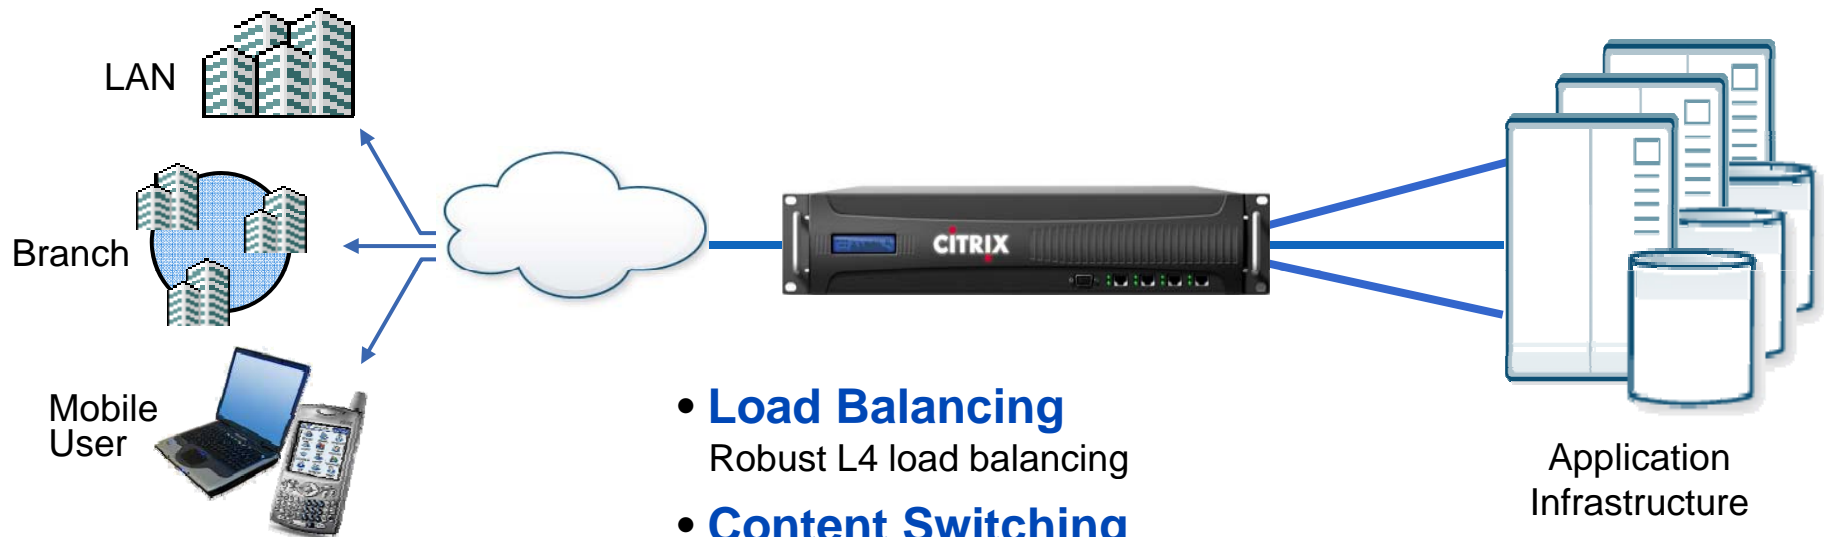 LAN
Branch
Mobile
User
CITRIX
• Load Balancing
Robust L4 load balancing
• Content Switching
Application
Infrastructure